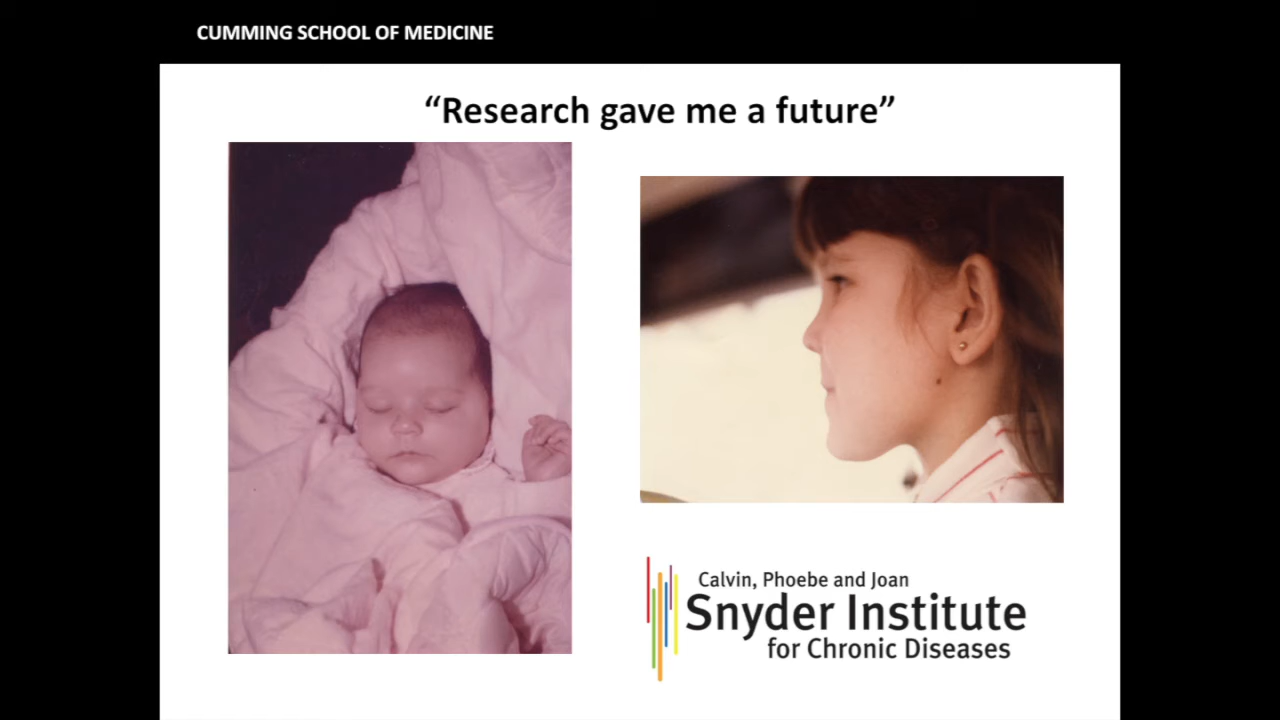 CUMMING SCHOOL OF MEDICINE
“Research gave me a future”
Calvin, Phoebe and Joan
Snyder Institute
for Chronic Diseases